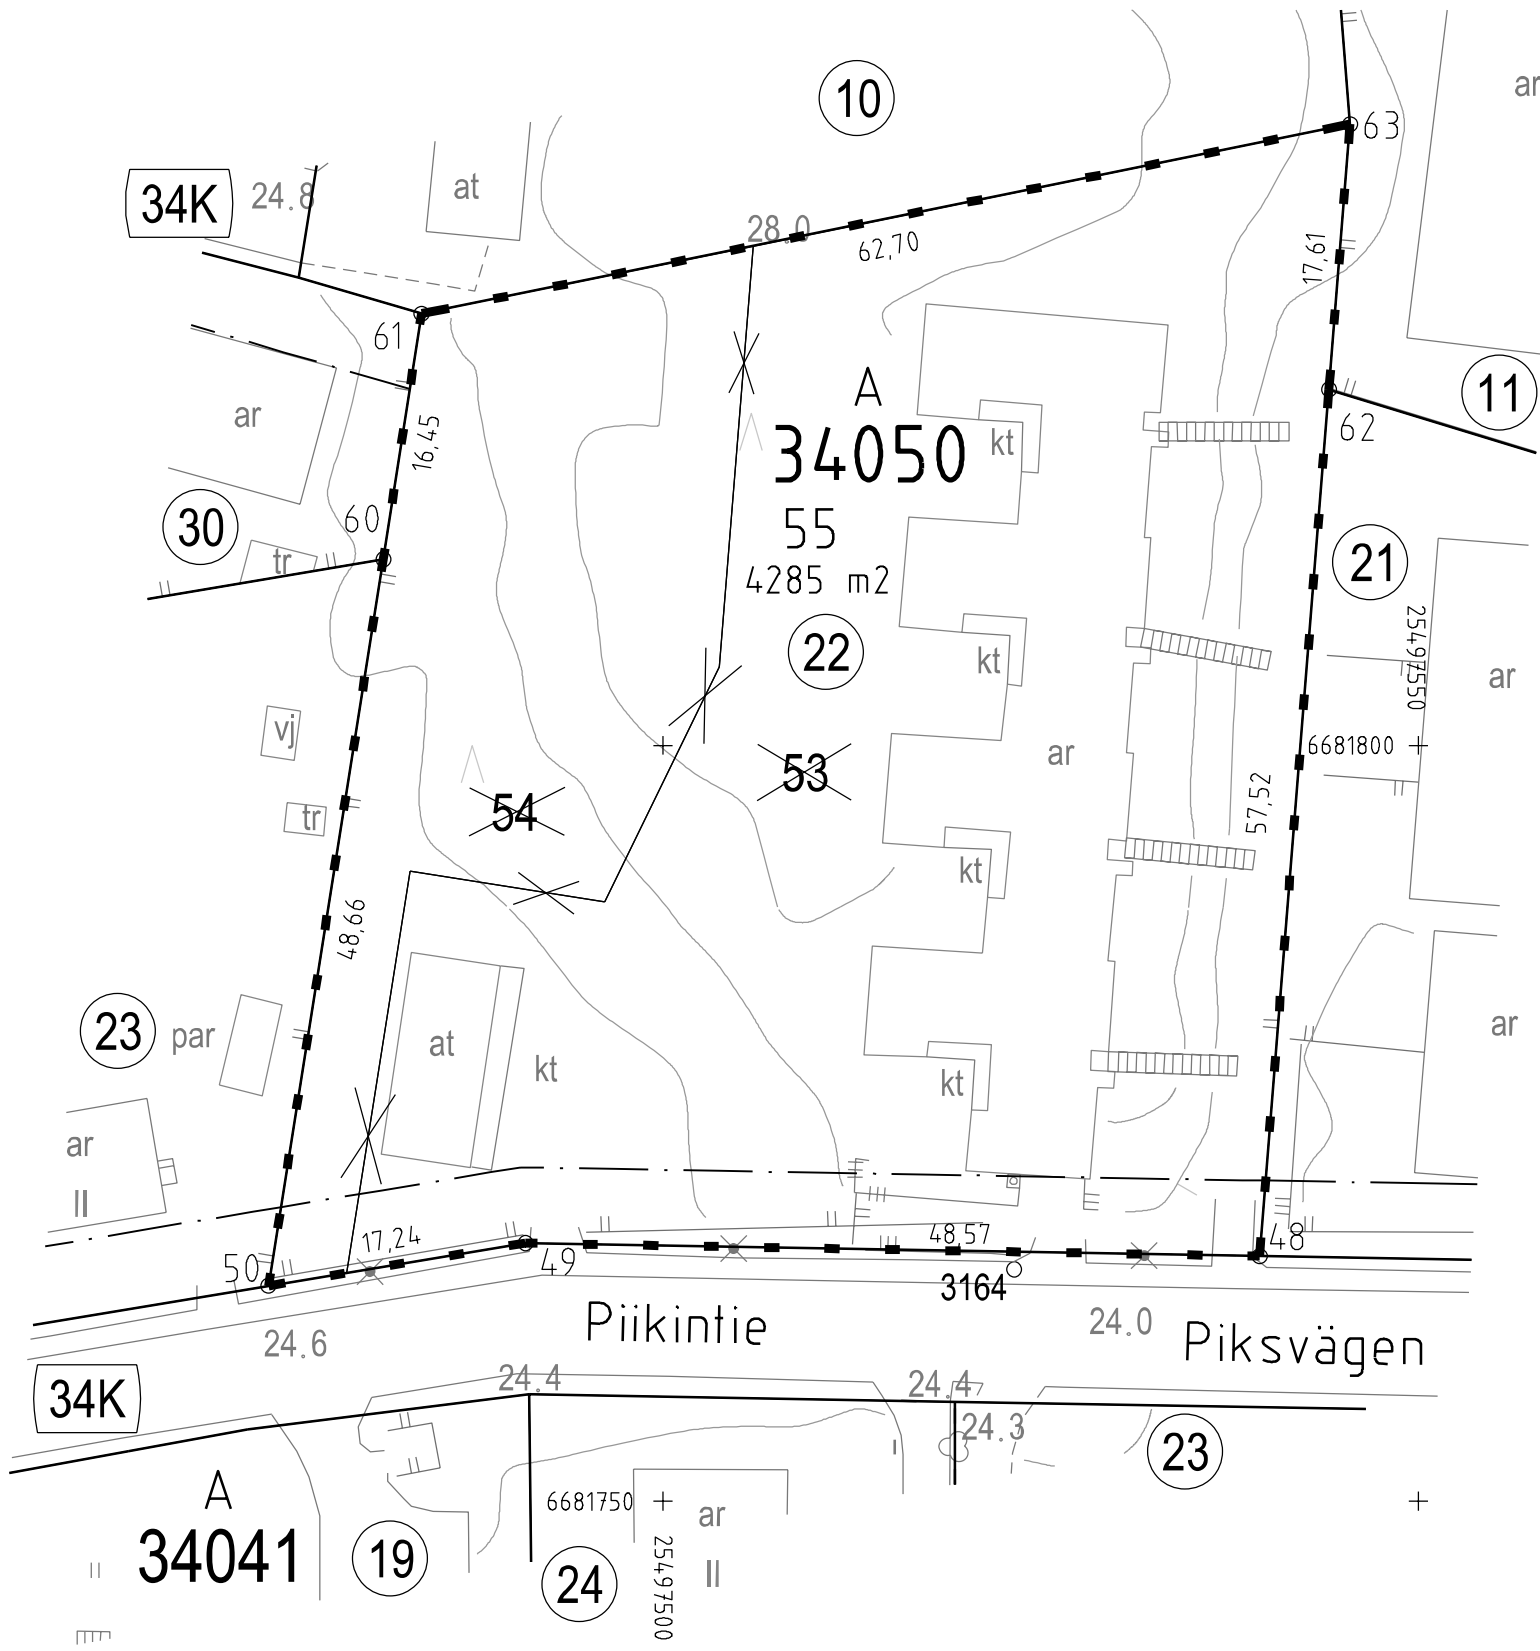 10
ar
63
34K
24.8
at
28.0
62,70
17,61
61
A
11
ar
16,45
34050
kt
62
60
55
30
tr
4285 m2
21
22
kt
25497550
ar
vj
ar
6681800
53
54
tr
57,52
kt
48,66
23
par
at
kt
kt
ar
ar
II
17,24
48,57
48
50
49
3164
24.6
Piikintie
24.0
Piksvägen
34K
24.4
24.4
24.3
23
A
6681750
ar
34041
19
24
25497500
II